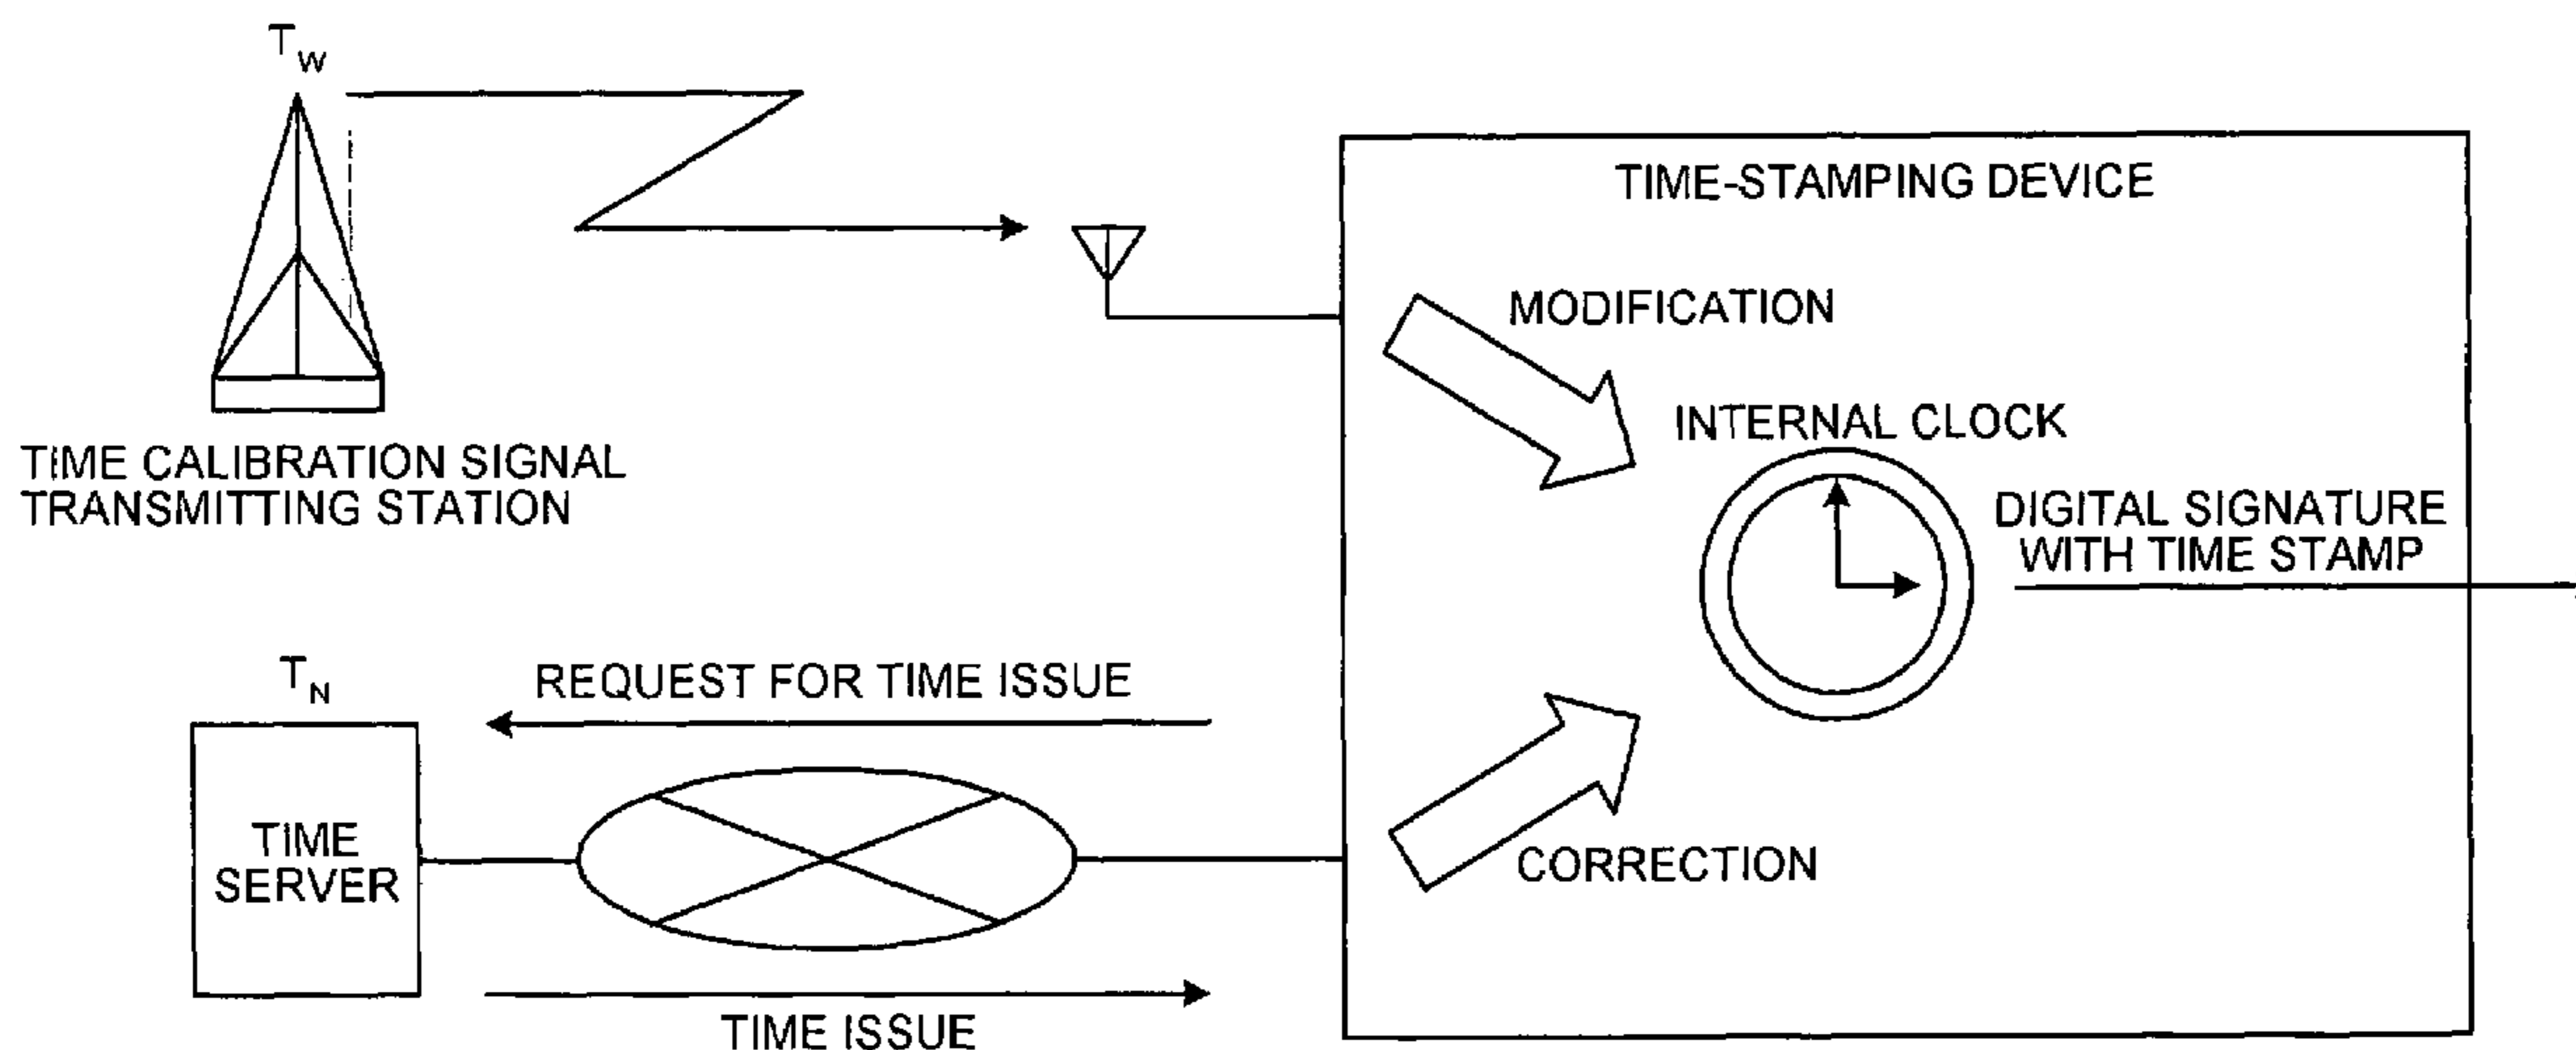 T_W
TIME-STAMPING DEVICE
MODIFICATION
INTERNAL CLOCK
TIME CALIBRATION SIGNAL
TRANSMITTING STATION
DIGITAL SIGNATURE
WITH TIME STAMP
T_N
REQUEST FOR TIME ISSUE
TIME
SERVER
CORRECTION
TIME ISSUE